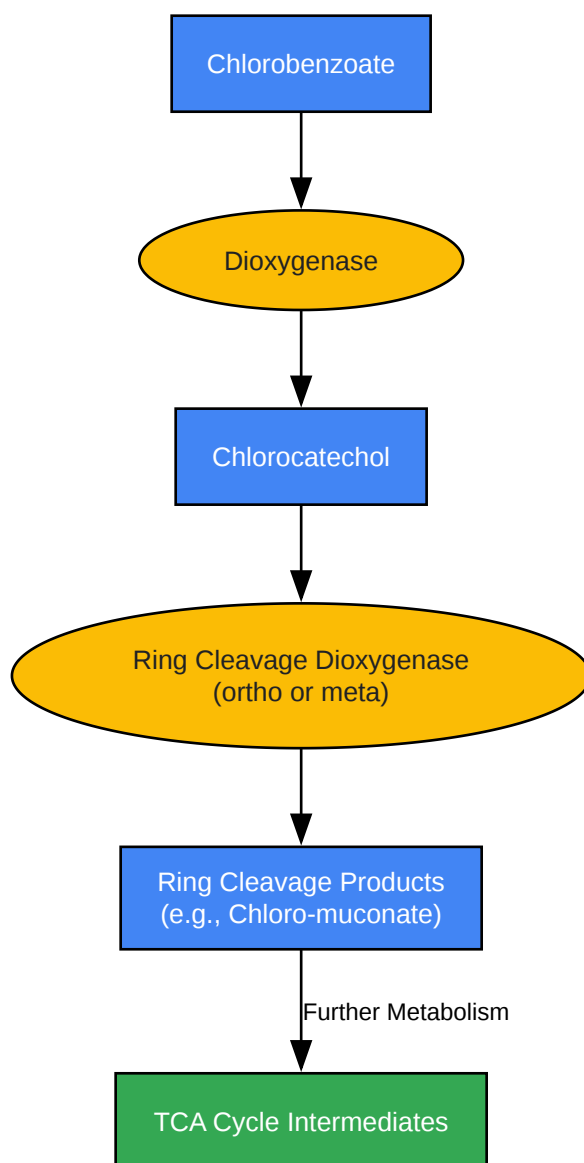 Chlorobenzoate
Dioxygenase
Chlorocatechol
Ring Cleavage Dioxygenase
(ortho or meta)
Ring Cleavage Products
(e.g., Chloro-muconate)
Further Metabolism
TCA Cycle Intermediates